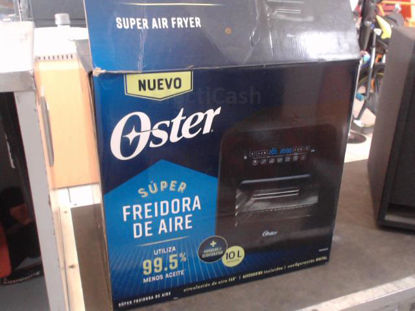 SUPER AIR FRYER
NUEVO
Oster
SÚPER
FREIDORA
DE AIRE
UTILIZA
99.5%
MENOS ACEITE
10 L
Oster
SÚPER FREIDORA DE AIRE